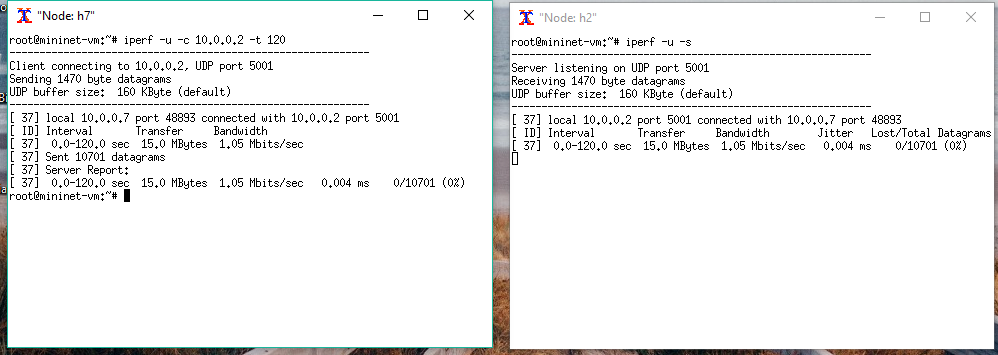 "Node: h7"
root@mininet-vm:~# iperf -u -c 10.0.0.2 -t 120
------------------------------------------------------------
Client connecting to 10.0.0.2, UDP port 5001
Sending 1470 byte datagrams
UDP buffer size:  160 KByte (default)
------------------------------------------------------------
[ 37] local 10.0.0.7 port 48893 connected with 10.0.0.2 port 5001
[ ID] Interval       Transfer     Bandwidth
[ 37]  0.0-120.0 sec  15.0 MBytes  1.05 Mbits/sec
[ 37] Sent 10701 datagrams
[ 37] Server Report:
[ 37]  0.0-120.0 sec  15.0 MBytes  1.05 Mbits/sec   0.004 ms    0/10701 (0%)
root@mininet-vm:~#
"Node: h2"
root@mininet-vm:~# iperf -u -s
------------------------------------------------------------
Server listening on UDP port 5001
Receiving 1470 byte datagrams
UDP buffer size:  160 KByte (default)
------------------------------------------------------------
[ 37] local 10.0.0.2 port 5001 connected with 10.0.0.7 port 48893
[ ID] Interval       Transfer     Bandwidth        Jitter   Lost/Total Datagrams
[ 37]  0.0-120.0 sec  15.0 MBytes  1.05 Mbits/sec   0.004 ms    0/10701 (0%)